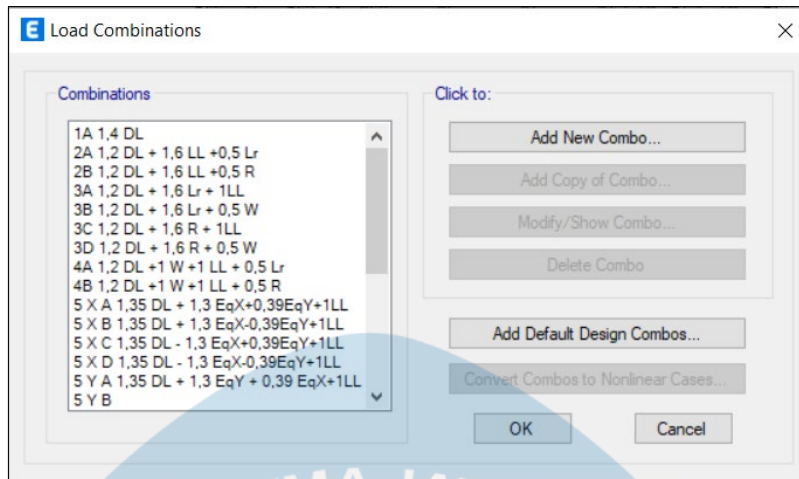 E Load Combinations
Combinations
1A 1,4 DL
2A 1,2 DL + 1,6 LL +0,5 Lr
2B 1,2 DL + 1,6 LL +0,5 R
3A 1,2 DL + 1,6 Lr + 1LL
3B 1,2 DL + 1,6 Lr + 0,5 W
3C 1,2 DL + 1,6 R + 1LL
3D 1,2 DL + 1,6 R + 0,5 W
4A 1,2 DL +1 W +1 LL + 0,5 Lr
4B 1,2 DL +1 W +1 LL + 0,5 R
5 X A 1,35 DL + 1,3 EqX+0,39EqY+1LL
5 X B 1,35 DL + 1,3 EqX-0,39EqY+1LL
5 X C 1,35 DL - 1,3 EqX+0,39EqY+1LL
5 X D 1,35 DL - 1,3 EqX-0,39EqY+1LL
5 Y A 1,35 DL + 1,3 EqY + 0,39 EqX+1LL
5 Y B
Click to:
Add New Combo...
Add Copy of Combo...
Modify/Show Combo...
Delete Combo
Add Default Design Combos...
Convert Combos to Nonlinear Cases...
OK
Cancel